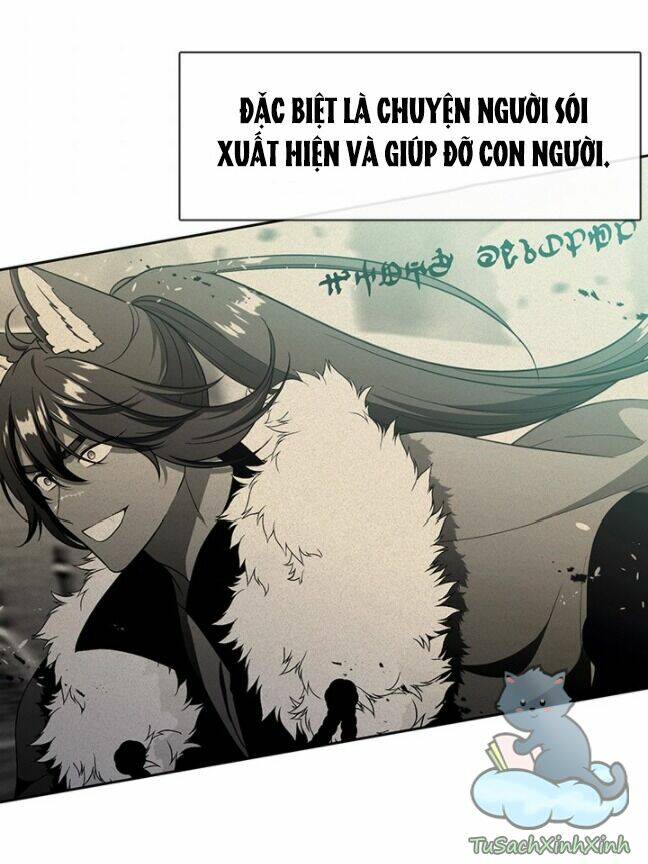 ĐẶC BIỆT LÀ CHUYỆN NGƯỜI SÓI
XUẤT HIỆN VÀ GIÚP ĐỠ CON NGƯỜI.
TuSachXinhXinh